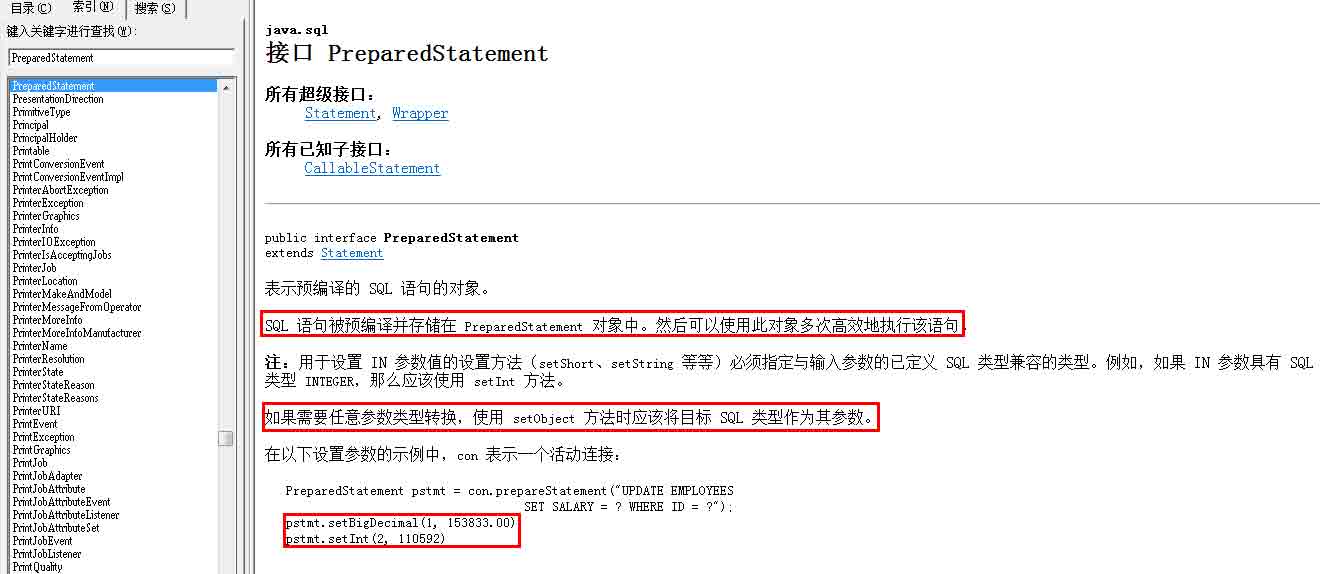 目录(C) 索引(N) 搜索(S)
键入关键字进行查找(W):
PreparedStatement
PreparedStatement
PresentationDirection
PrimitiveType
Principal
PrincipalHolder
Printable
PrintConversionEvent
PrintConversionEventImpl
PrinterAbortException
PrinterException
PrinterGraphics
PrinterInfo
PrinterIOException
PrinterIsAcceptingJobs
PrinterJob
PrinterLocation
PrinterMakeAndModel
PrinterMessageFromOperator
PrinterMoreInfo
PrinterMoreInfoManufacturer
PrinterName
PrinterResolution
PrinterState
PrinterStateReason
PrinterStateReasons
PrinterURI
PrintEvent
PrintException
PrintGraphics
PrintJob
PrintJobAdapter
PrintJobAttribute
PrintJobAttributeEvent
PrintJobAttributeListener
PrintJobAttributeSet
PrintJobEvent
PrintJobListener
PrintQuality
java.sql
接口 PreparedStatement
所有超级接口：
Statement, Wrapper
所有已知子接口：
CallableStatement
public interface PreparedStatement
extends Statement
表示预编译的 SQL 语句的对象。
SQL 语句被预编译并存储在 PreparedStatement 对象中。然后可以使用此对象多次高效地执行该语句。
注：用于设置 IN 参数值的设置方法（setShort、setString 等等）必须指定与输入参数的已定义 SQL 类型兼容的类型。例如，如果 IN 参数具有 SQL
类型 INTEGER，那么应该使用 setInt 方法。
如果需要任意参数类型转换，使用 setObject 方法时应该将目标 SQL 类型作为其参数。
在以下设置参数的示例中，con 表示一个活动连接：
PreparedStatement pstmt = con.prepareStatement("UPDATE EMPLOYEES
SET SALARY = ? WHERE ID = ?");
pstmt.setBigDecimal(1, 153833.00)
pstmt.setInt(2, 110592)